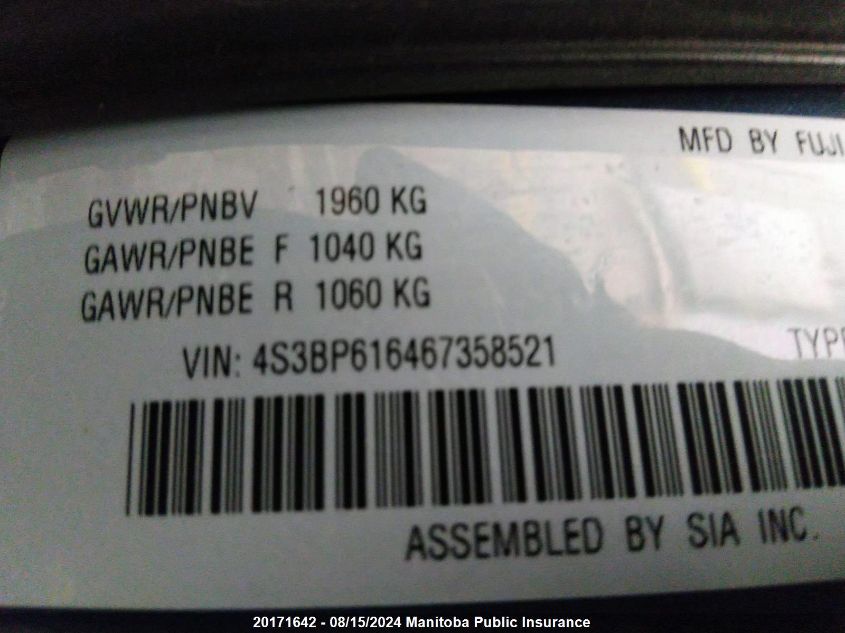 MFD BY FUJI
GVWR/PNBV 1960 KG
GAWR/PNBE F 1040 KG
GAWR/PNBE R 1060 KG
VIN: 4S3BP616467358521
TYPE
ASSEMBLED BY SIA INC.
20171642 - 08/15/2024 Manitoba Public Insurance